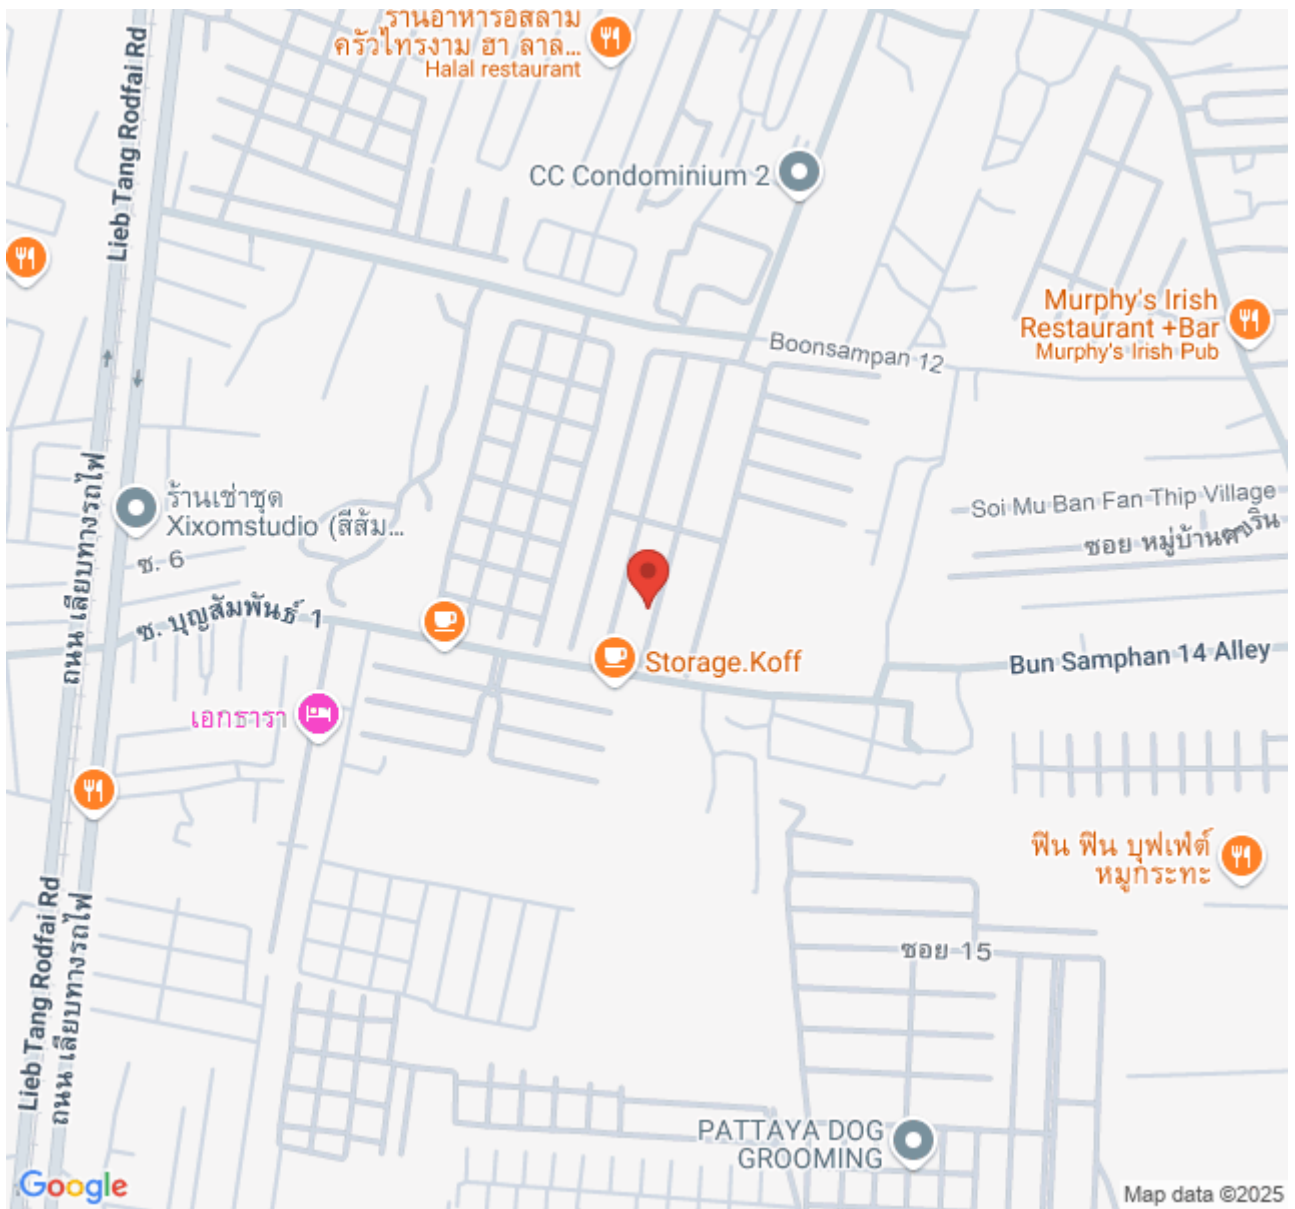 ร้านอาหารอิสลาม
ครัวไทรงาม ฮา ลาล...
Halal restaurant
Lieb Tang Rodfai Rd
CC Condominium 2
Murphy's Irish
Restaurant +Bar
Murphy's Irish Pub
Boonsampan 12
ถนน เลียบทางรถไฟ
ร้านเช่าชุด
Xixomstudio (สีส้ม...
ซ. 6
Soi Mu Ban Fan Thip Village
ซอย หมู่บ้าน
ซ. บุญสัมพันธ์ 1
Storage.Koff
Bun Samphan 14 Alley
เอกธารา
ฟิน ฟิน บุฟเฟ่ต์
หมูกระทะ
Lieb Tang Rodfai Rd
ถนน เลียบทางรถไฟ
ซอย 15
PATTAYA DOG
GROOMING
Google
Map data ©2025